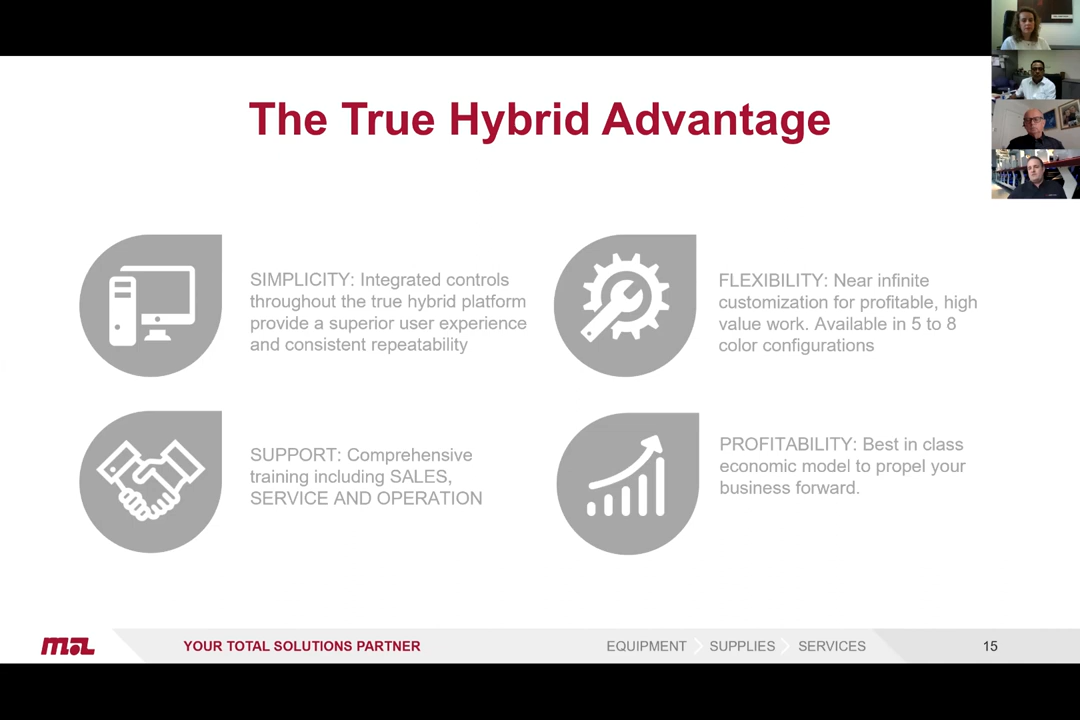 The True Hybrid Advantage
SIMPLICITY: Integrated controls
throughout the true hybrid platform
provide a superior user experience
and consistent repeatability
FLEXIBILITY: Near infinite
customization for profitable, high
value work. Available in 5 to 8
color configurations
SUPPORT: Comprehensive
training including SALES,
SERVICE AND OPERATION
PROFITABILITY: Best in class
economic model to propel your
business forward.
YOUR TOTAL SOLUTIONS PARTNER
EQUIPMENT SUPPLIES SERVICES
15